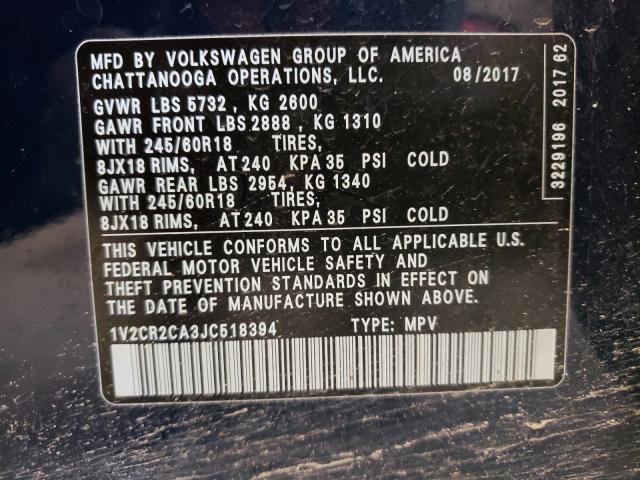 MFD BY VOLKSWAGEN GROUP OF AMERICA
CHATTANOOGA OPERATIONS, LLC. 08/2017
GVWR LBS 5732 , KG 2600
GAWR FRONT LBS 2888 , KG 1310
WITH 245/60R18 TIRES,
8JX18 RIMS, AT 240 KPA 35 PSI COLD
GAWR REAR LBS 2954, KG 1340
WITH 245/60R18 TIRES,
8JX18 RIMS, AT 240 KPA 35 PSI COLD
THIS VEHICLE CONFORMS TO ALL APPLICABLE U.S.
FEDERAL MOTOR VEHICLE SAFETY AND
THEFT PREVENTION STANDARDS IN EFFECT ON
THE DATE OF MANUFACTURE SHOWN ABOVE.
1V2CR2CA3JC518394 TYPE: MPV
3229196 2017 62